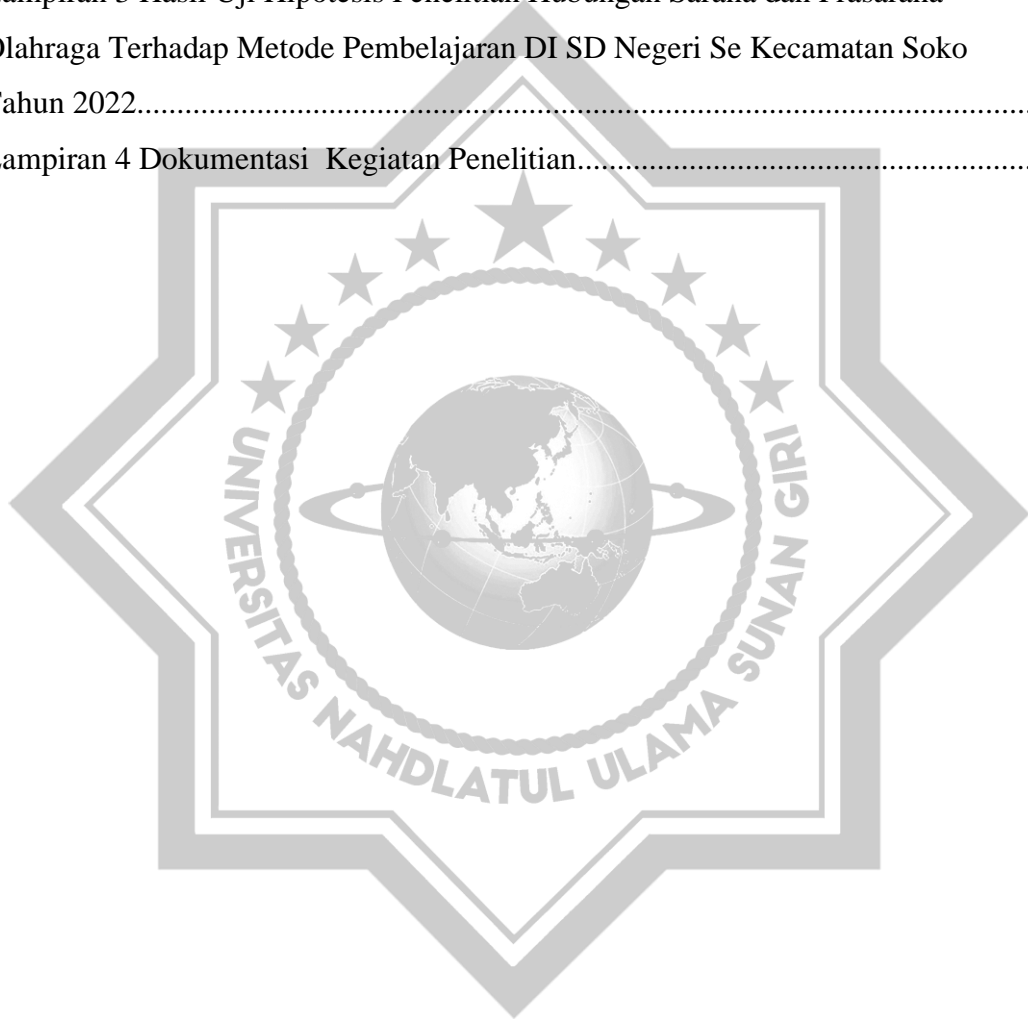 Lampiran 3 Hasil Uji Hipotesis Penelitian Hubungan Sarana dan Prasarana
Olahraga Terhadap Metode Pembelajaran DI SD Negeri Se Kecamatan Soko
Tahun 2022....................................................................................................
Lampiran 4 Dokumentasi  Kegiatan Penelitian...................................................
UNIVERSITAS NAHDLATUL ULAMA SUNAN GIRI